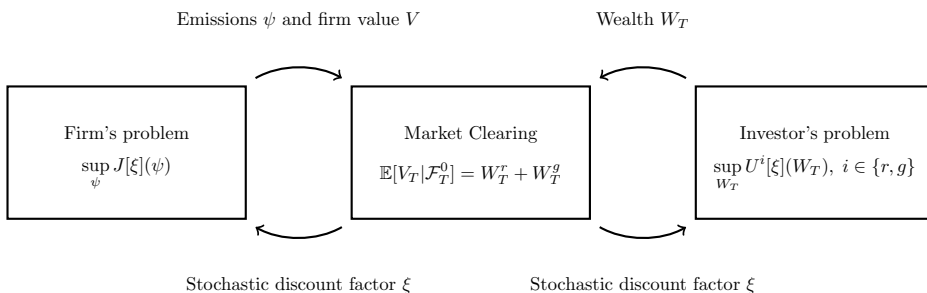 Emissions ψ and firm value V
Wealth W_T
Firm's problem
sup_ψ J[ξ](ψ)
Market Clearing
𝔼[V_T|ℱ_T^0] = W_T^r + W_T^g
Investor's problem
sup_{W_T} U^i[ξ](W_T), i ∈ {r, g}
Stochastic discount factor ξ
Stochastic discount factor ξ